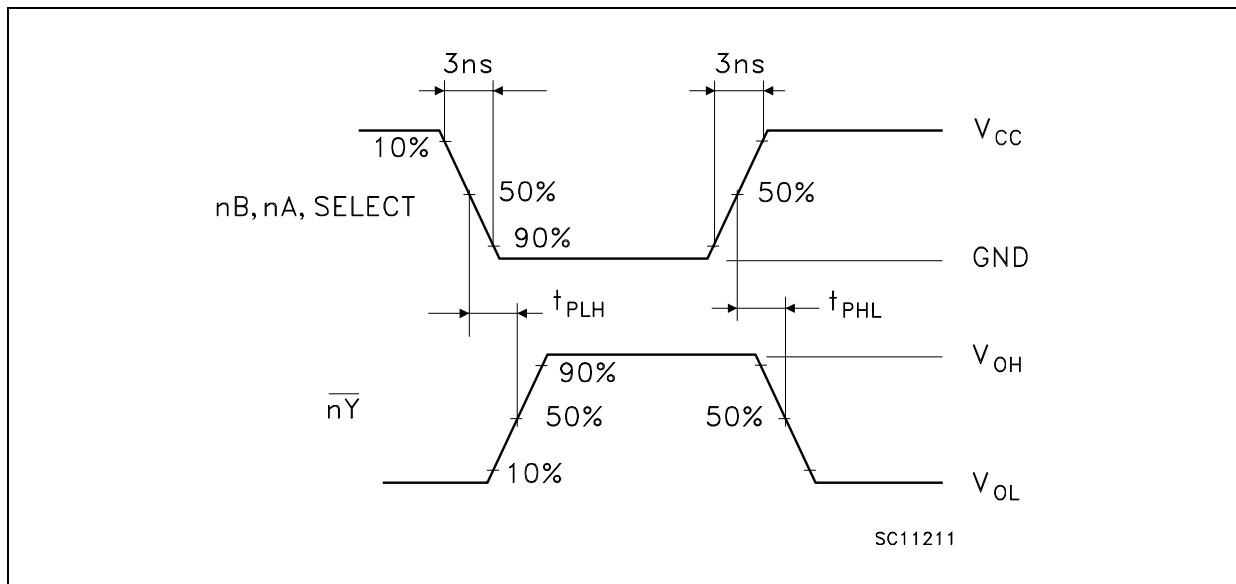 3ns 3ns
V_CC
10%
50% 50%
nB, nA, SELECT
90%
GND
t_PLH t_PHL
V_OH
90%
n̅Y̅
50% 50%
10%
V_OL
SC11211